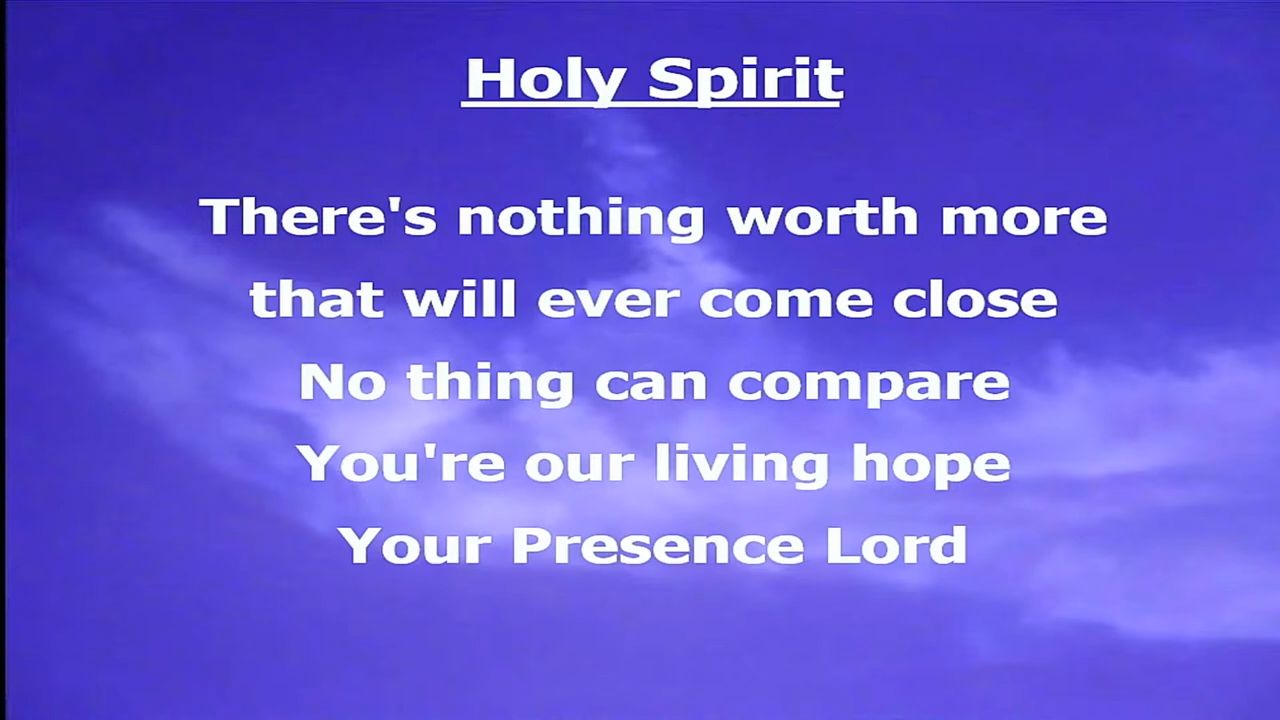 Holy Spirit
There's nothing worth more
that will ever come close
No thing can compare
You're our living hope
Your Presence Lord